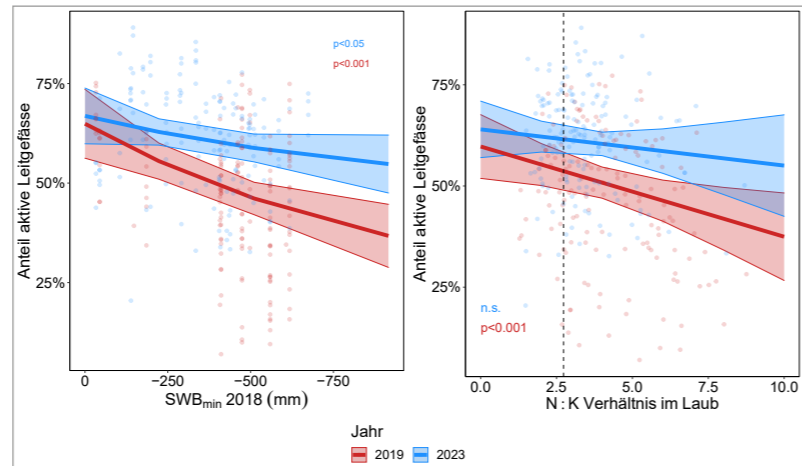 Anteil aktive Leitgefässe
75%
50%
25%
p<0.05
p<0.001
0
−250
−500
−750
SWBmin 2018 (mm)
Anteil aktive Leitgefässe
75%
50%
25%
n.s.
p<0.001
0.0
2.5
5.0
7.5
10.0
N : K Verhältnis im Laub
Jahr
2019 2023